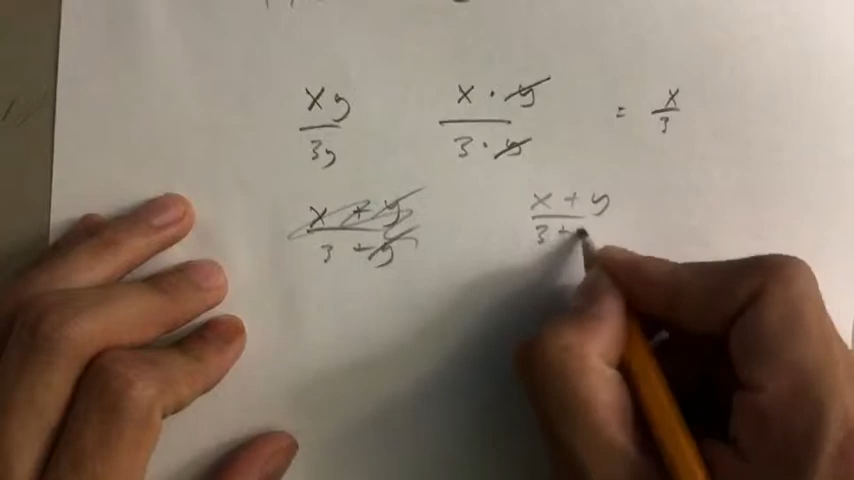 xy/3y   x · y/3 · y   = x/3
x + y/3 + y   x + y/3 +